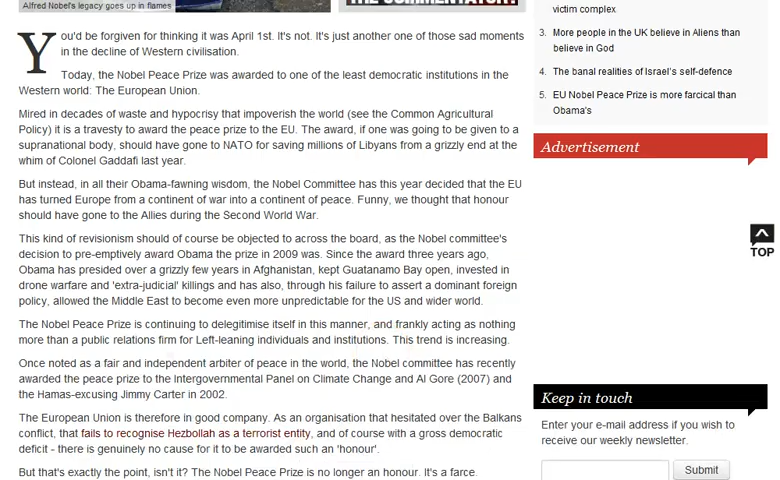 Alfred Nobel's legacy goes up in flames
THE COMMENTATOR?
You'd be forgiven for thinking it was April 1st. It's not. It's just another one of those sad moments
in the decline of Western civilisation.
Today, the Nobel Peace Prize was awarded to one of the least democratic institutions in the
Western world: The European Union.
Mired in decades of waste and hypocrisy that impoverish the world (see the Common Agricultural
Policy) it is a travesty to award the peace prize to the EU. The award, if one was going to be given to a
supranational body, should have gone to NATO for saving millions of Libyans from a grizzly end at the
whim of Colonel Gaddafi last year.
But instead, in all their Obama-fawning wisdom, the Nobel Committee has this year decided that the EU
has turned Europe from a continent of war into a continent of peace. Funny, we thought that honour
should have gone to the Allies during the Second World War.
This kind of revisionism should of course be objected to across the board, as the Nobel committee's
decision to pre-emptively award Obama the prize in 2009 was. Since the award three years ago,
Obama has presided over a grizzly few years in Afghanistan, kept Guatanamo Bay open, invested in
drone warfare and 'extra-judicial' killings and has also, through his failure to assert a dominant foreign
policy, allowed the Middle East to become even more unpredictable for the US and wider world.
The Nobel Peace Prize is continuing to delegitimise itself in this manner, and frankly acting as nothing
more than a public relations firm for Left-leaning individuals and institutions. This trend is increasing.
Once noted as a fair and independent arbiter of peace in the world, the Nobel committee has recently
awarded the peace prize to the Intergovernmental Panel on Climate Change and Al Gore (2007) and
the Hamas-excusing Jimmy Carter in 2002.
The European Union is therefore in good company. As an organisation that hesitated over the Balkans
conflict, that fails to recognise Hezbollah as a terrorist entity, and of course with a gross democratic
deficit - there is genuinely no cause for it to be awarded such an 'honour'.
But that's exactly the point, isn't it? The Nobel Peace Prize is no longer an honour. It's a farce.
victim complex
3. More people in the UK believe in Aliens than
believe in God
4. The banal realities of Israel's self-defence
5. EU Nobel Peace Prize is more farcical than
Obama's
Advertisement
TOP
Keep in touch
Enter your e-mail address if you wish to
receive our weekly newsletter.
Submit